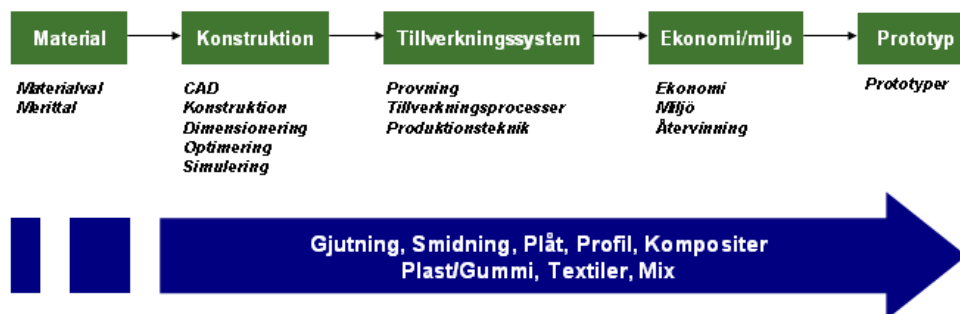 Material
Konstruktion
Tillverkningssystem
Ekonomi/miljo
Prototyp
Materialval
Merittal
CAD
Konstruktion
Dimensionering
Optimering
Simulering
Provning
Tillverkningsprocesser
Produktionsteknik
Ekonomi
Miljö
Återvinning
Prototyper
Gjutning, Smidning, Plåt, Profil, Kompositer
Plast/Gummi, Textiler, Mix